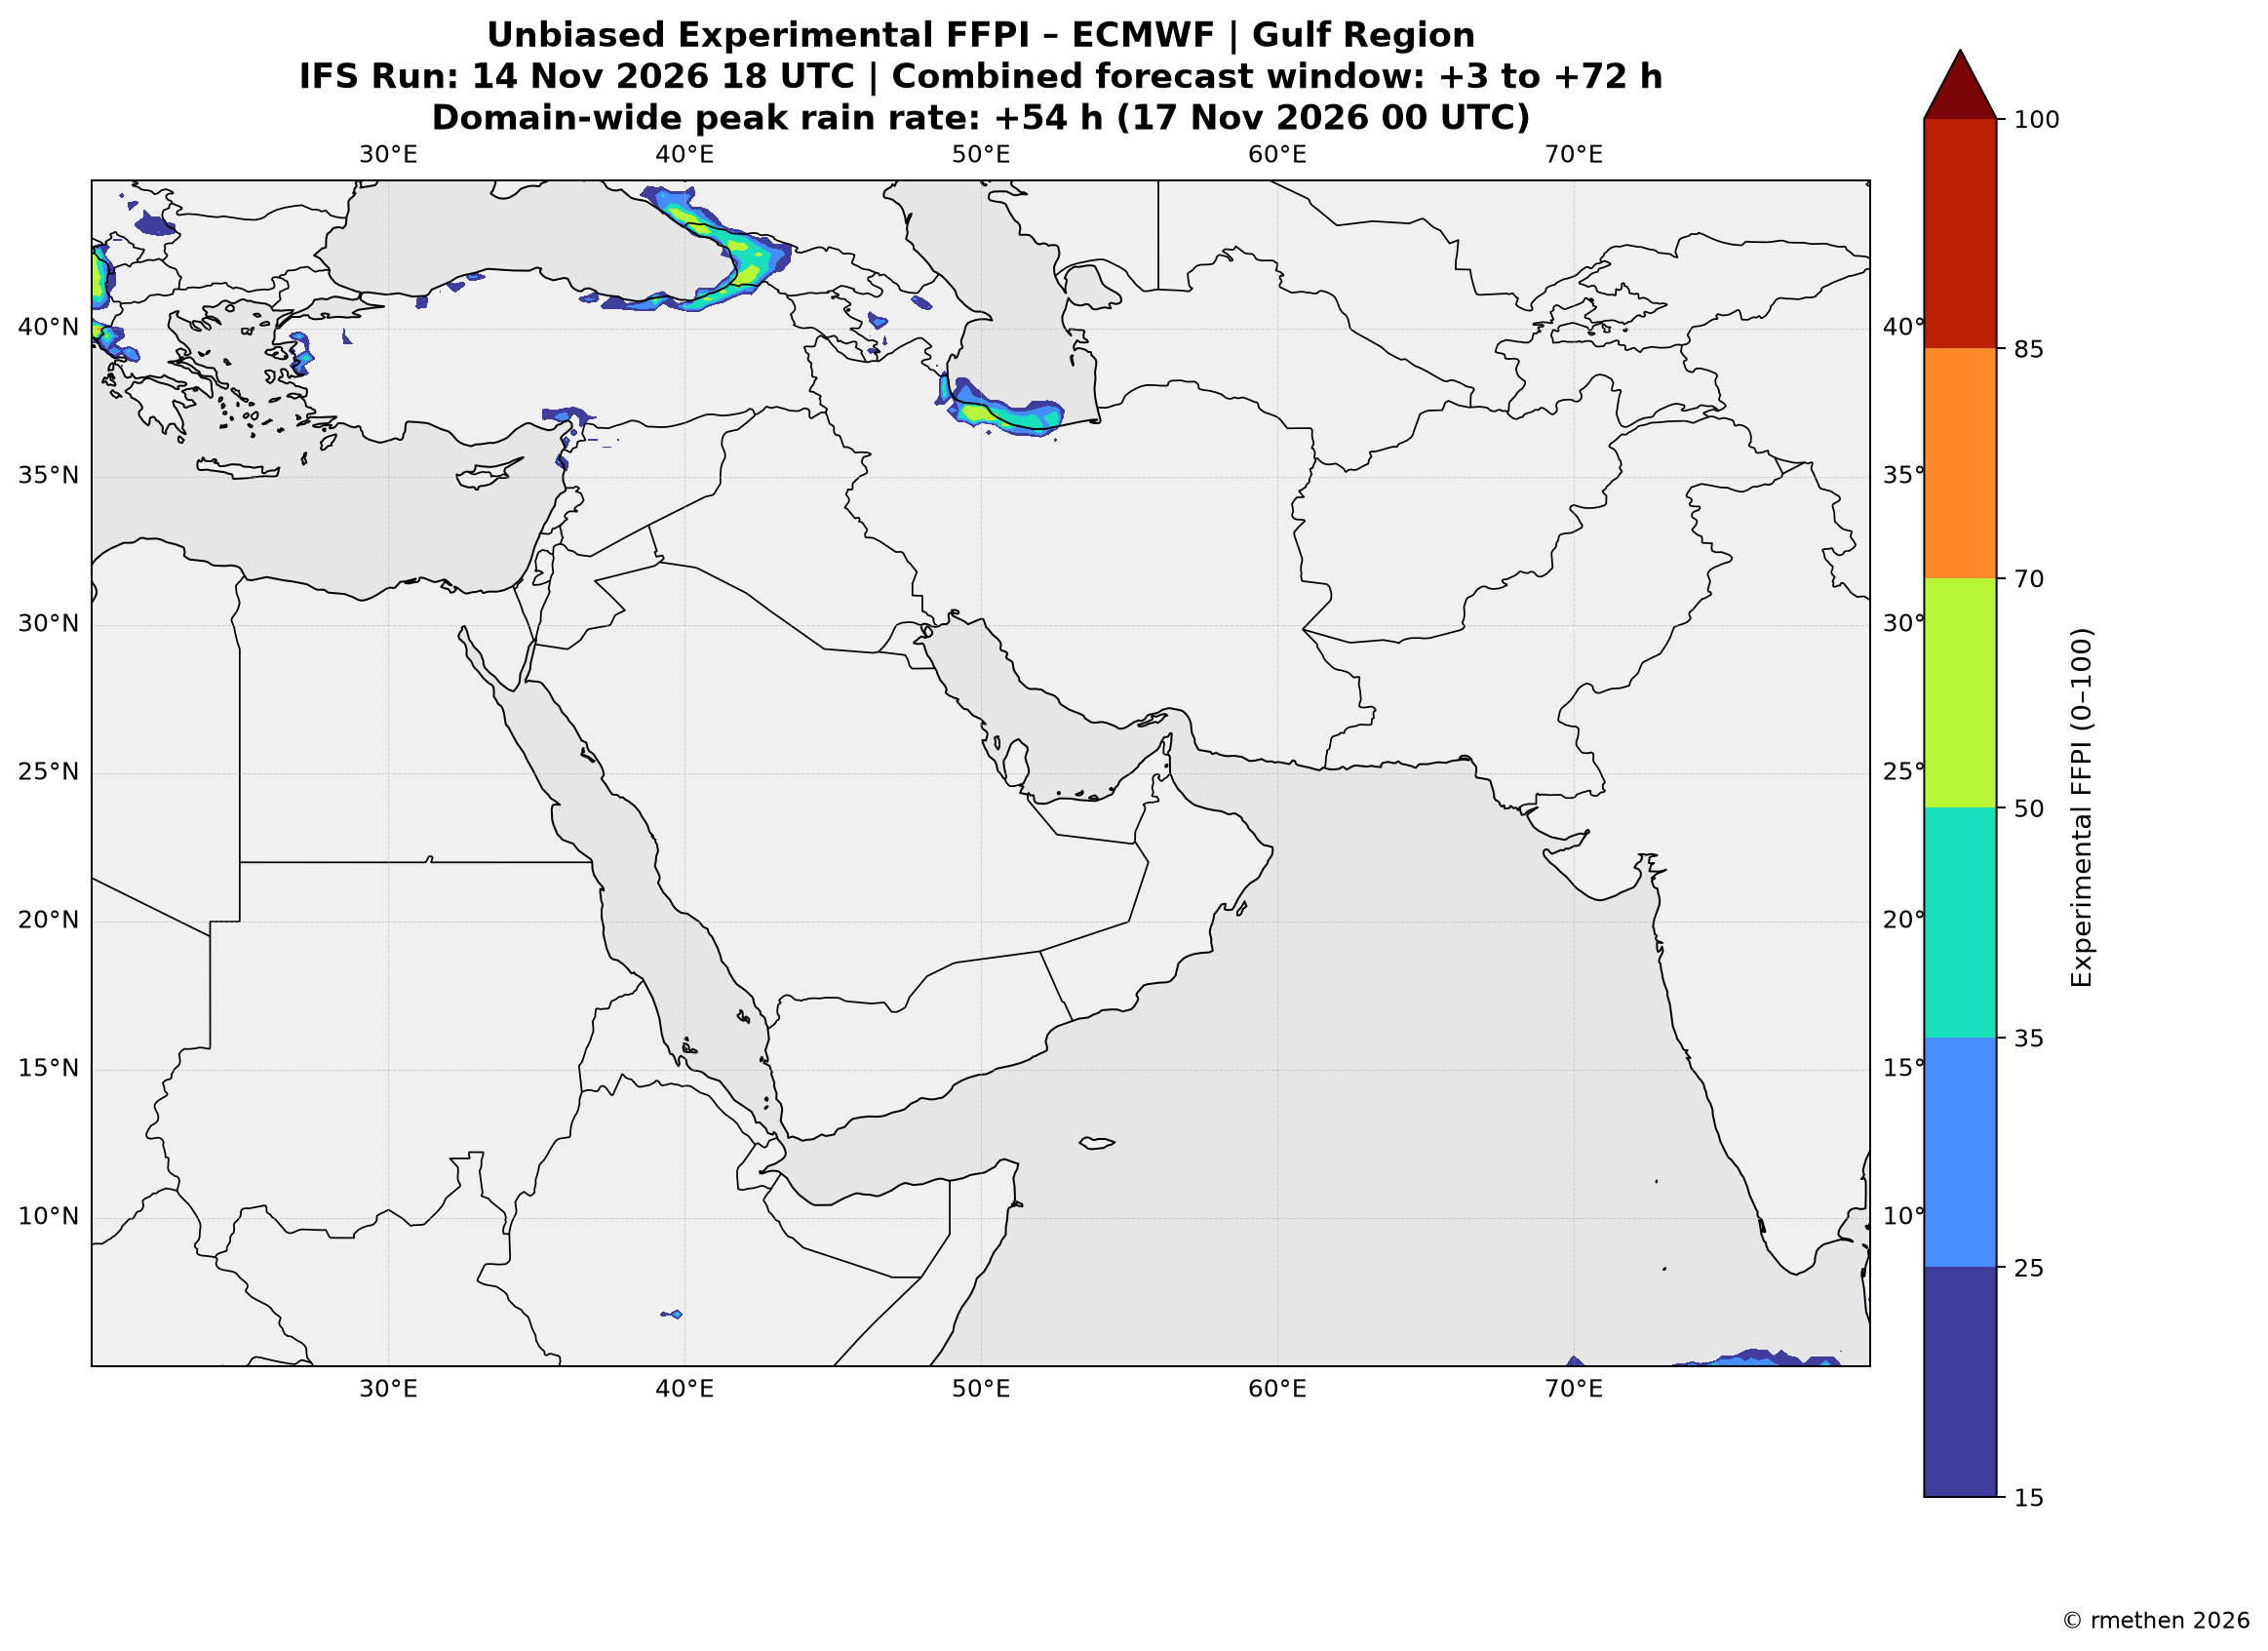 Unbiased Experimental FFPI – ECMWF | Gulf Region
IFS Run: 14 Nov 2026 18 UTC | Combined forecast window: +3 to +72 h
Domain-wide peak rain rate: +54 h (17 Nov 2026 00 UTC)
30°E 40°E 50°E 60°E 70°E
40°N 40°
35°N 35°
30°N 30°
25°N 25°
20°N 20°
15°N 15°
10°N 10°
30°E 40°E 50°E 60°E 70°E
100
85
70
50
35
25
15
Experimental FFPI (0–100)
© rmethen 2026